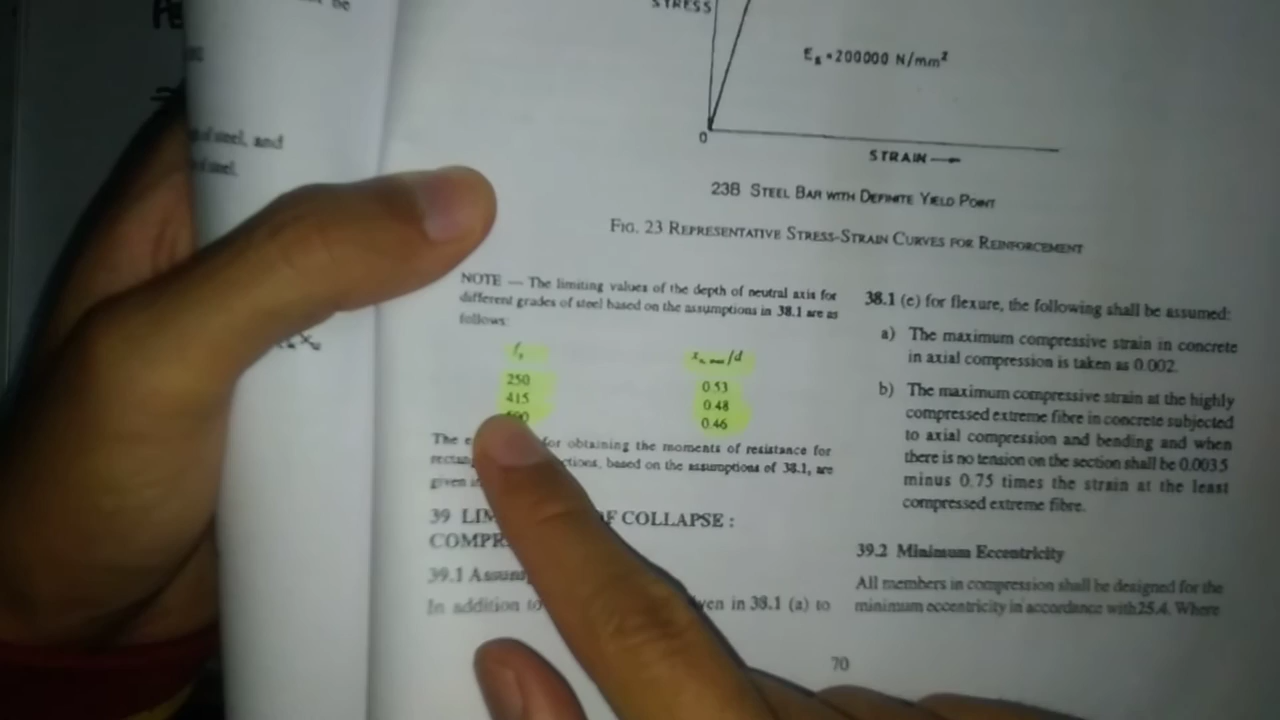 STRESS
Es = 200000 N/mm²
0
STRAIN
steel, and
steel.
23B STEEL BAR WITH DEFINITE YIELD POINT
FIG. 23 REPRESENTATIVE STRESS-STRAIN CURVES FOR REINFORCEMENT
NOTE — The limiting values of the depth of neutral axis for
different grades of steel based on the assumptions in 38.1 are as
follows:
xu, max/d
250 0.53
415 0.48
0.46
The for obtaining the moments of resistance for
based on the assumptions of 38.1, are
given
39 OF COLLAPSE :
39.1
In addition to in 38.1 (a) to
38.1 (e) for flexure, the following shall be assumed:
a) The maximum compressive strain in concrete
in axial compression is taken as 0.002.
b) The maximum compressive strain at the highly
compressed extreme fibre in concrete subjected
to axial compression and bending and when
there is no tension on the section shall be 0.0035
minus 0.75 times the strain at the least
compressed extreme fibre.
39.2 Minimum Eccentricity
All members in compression shall be designed for the
minimum eccentricity in accordance with 25.4. Where
70